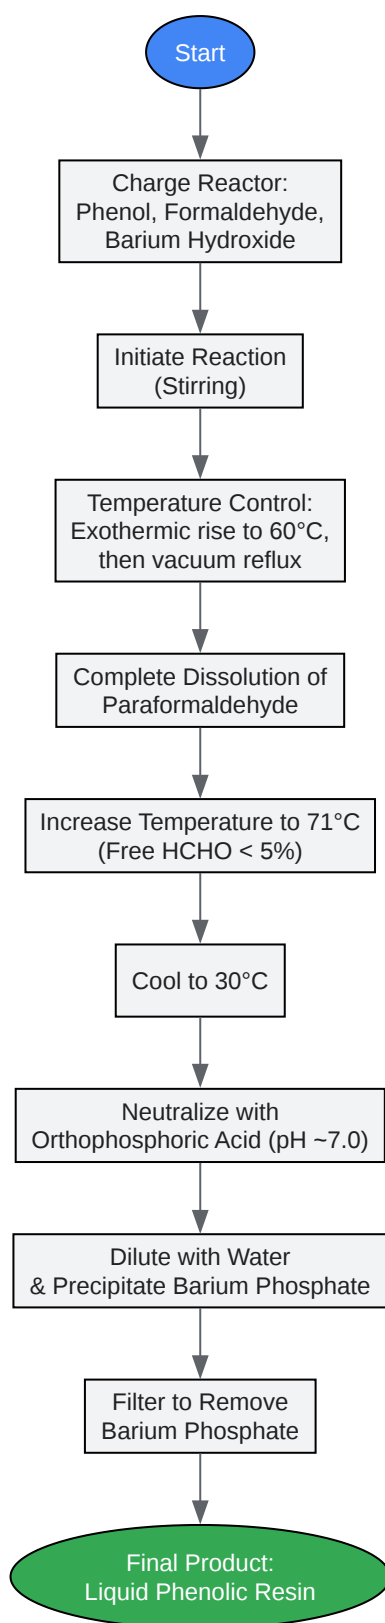 Start
Charge Reactor:
Phenol, Formaldehyde,
Barium Hydroxide
Initiate Reaction
(Stirring)
Temperature Control:
Exothermic rise to 60°C,
then vacuum reflux
Complete Dissolution of
Paraformaldehyde
Increase Temperature to 71°C
(Free HCHO < 5%)
Cool to 30°C
Neutralize with
Orthophosphoric Acid (pH ~7.0)
Dilute with Water
& Precipitate Barium Phosphate
Filter to Remove
Barium Phosphate
Final Product:
Liquid Phenolic Resin